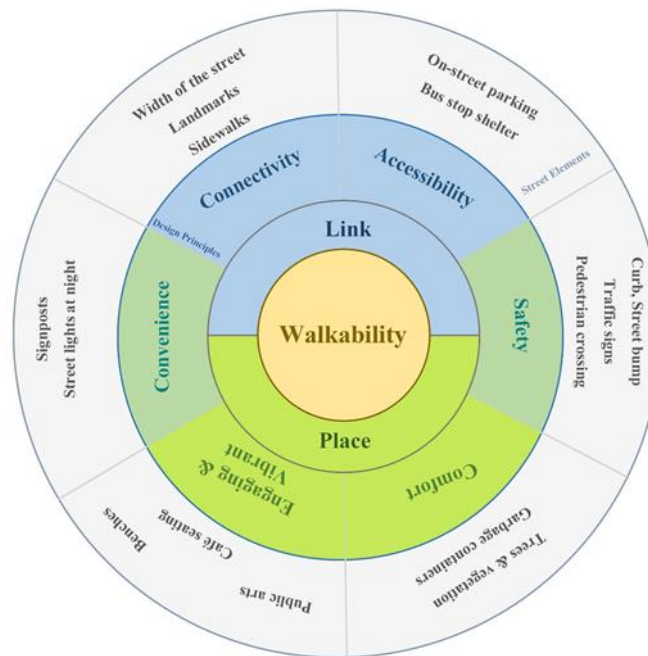 Width of the street
Landmarks
Sidewalks
On-street parking
Bus stop shelter
Street Elements
Connectivity
Accessibility
Design Principles
Link
Curb, Street bump
Traffic signs
Pedestrian crossing
Safety
Signposts
Street lights at night
Convenience
Walkability
Place
Engaging &
Vibrant
Comfort
Benches
Café seating
Public arts
Trees & vegetation
Garbage containers